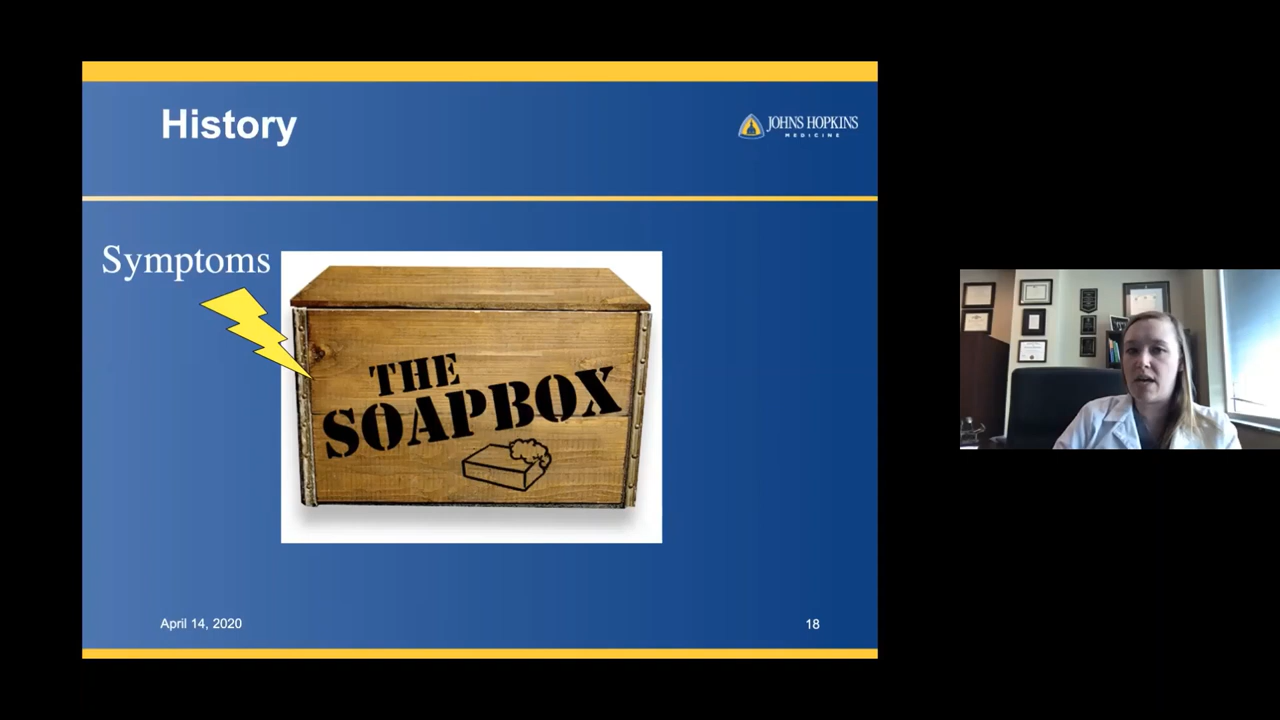 History
JOHNS HOPKINS
MEDICINE
Symptoms
THE
SOAPBOX
April 14, 2020
18